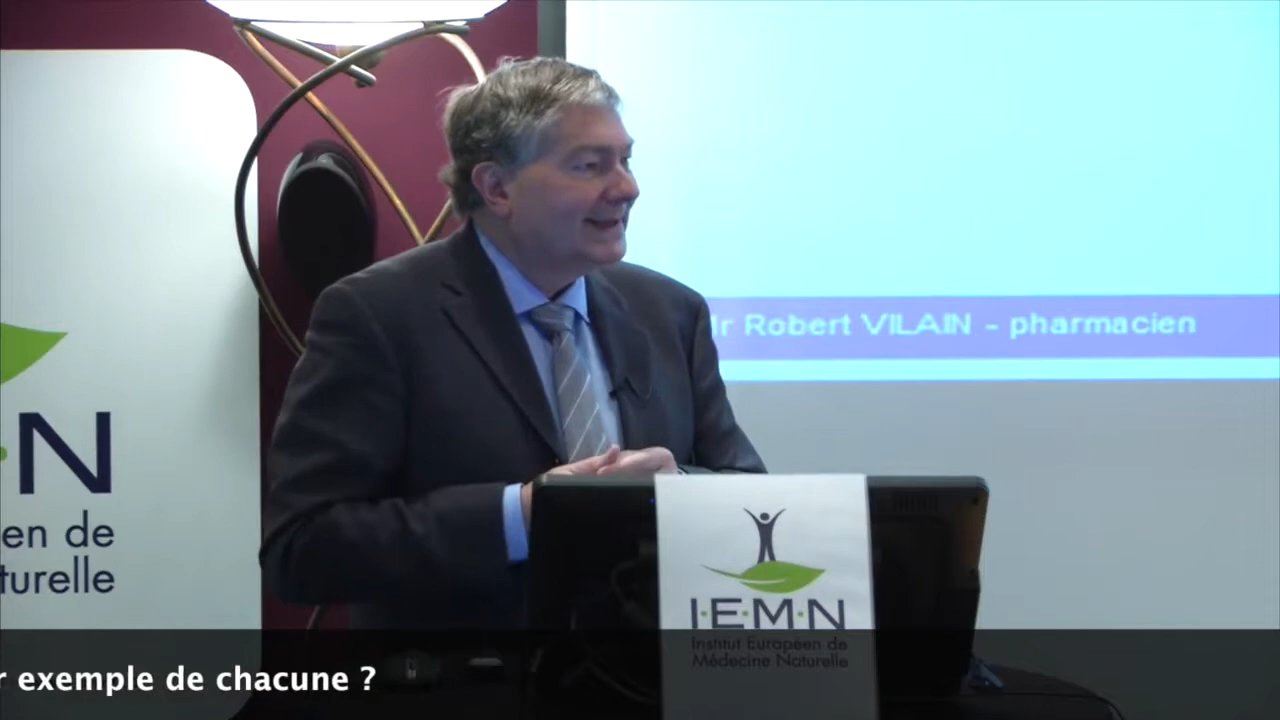 Mr Robert VILAIN - pharmacien
N
en de
turelle
I·E·M·N
Institut Européen de
Médecine Naturelle
r exemple de chacune ?